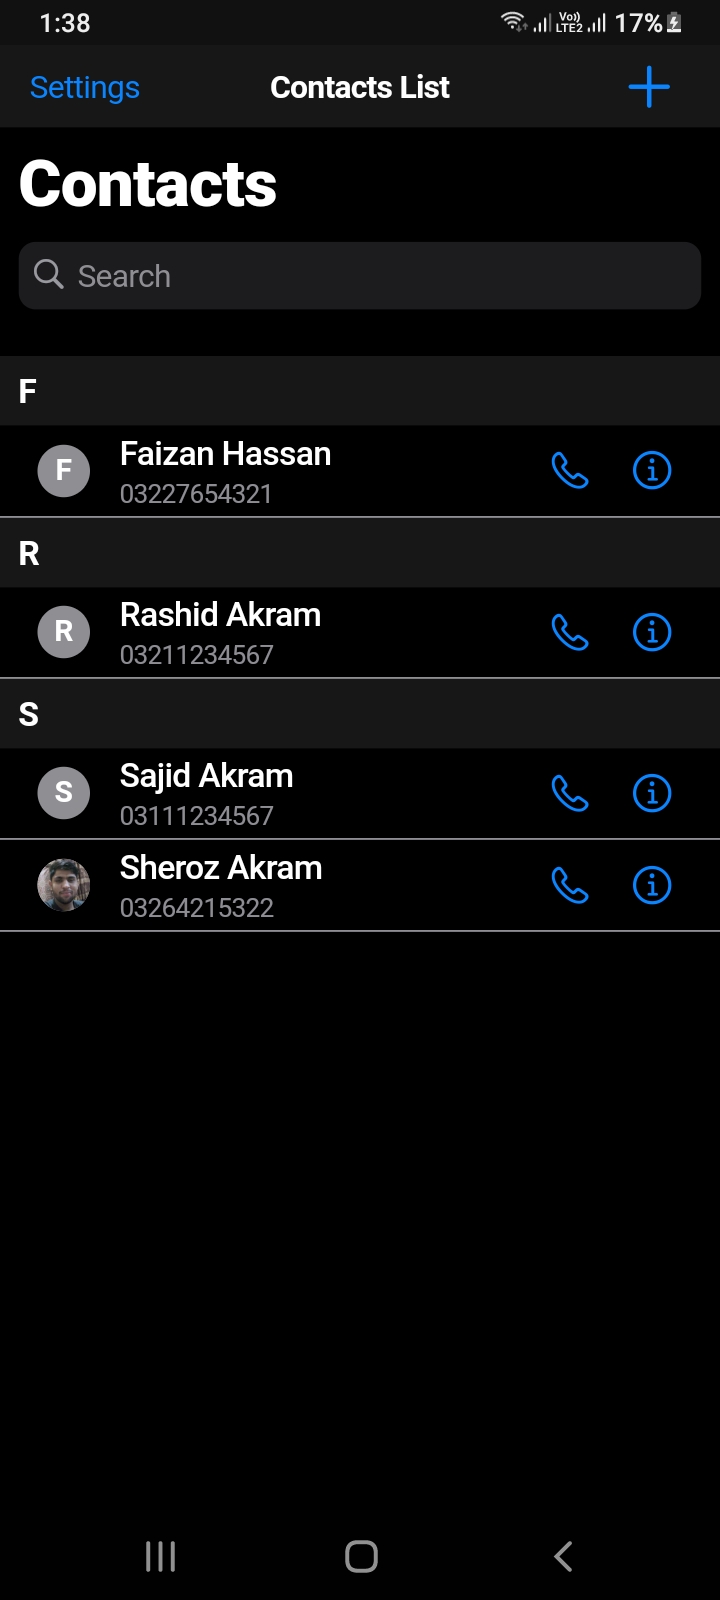 1:38
Vo)) LTE2 17%
Settings
Contacts List
Contacts
Search
F
F
Faizan Hassan
03227654321
R
R
Rashid Akram
03211234567
S
S
Sajid Akram
03111234567
Sheroz Akram
03264215322